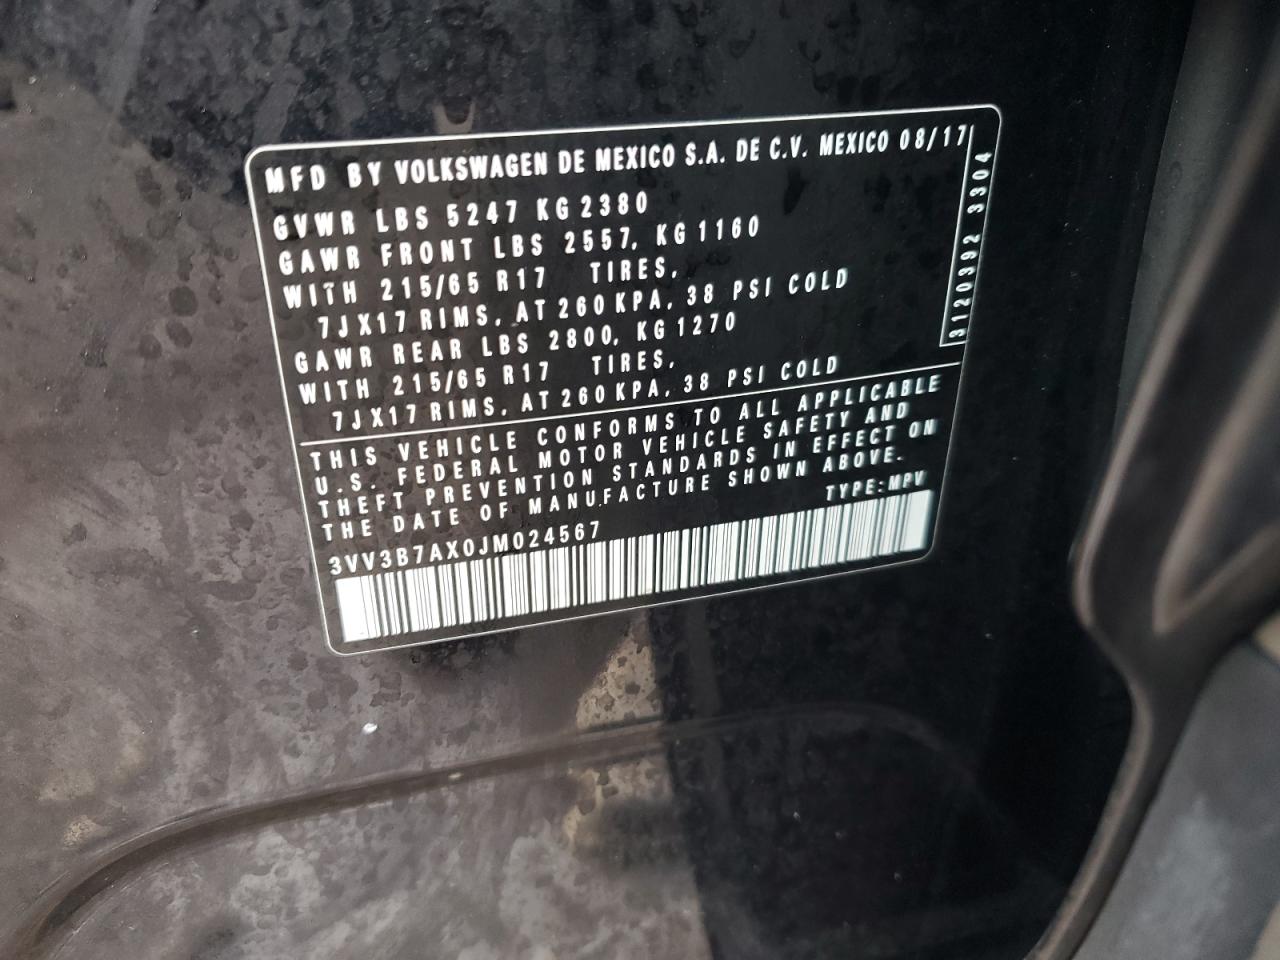 MFD BY VOLKSWAGEN DE MEXICO S.A. DE C.V. MEXICO 08/17
GVWR LBS 5247 KG 2380
GAWR FRONT LBS 2557, KG 1160
WITH 215/65 R17 TIRES,
7JX17 RIMS, AT 260 KPA, 38 PSI COLD
GAWR REAR LBS 2800, KG 1270
WITH 215/65 R17 TIRES,
7JX17 RIMS, AT 260 KPA, 38 PSI COLD
3120392 3304
THIS VEHICLE CONFORMS TO ALL APPLICABLE
U.S. FEDERAL MOTOR VEHICLE SAFETY AND
THEFT PREVENTION STANDARDS IN EFFECT ON
THE DATE OF MANUFACTURE SHOWN ABOVE.
TYPE: MPV
3VV3B7AX0JM024567